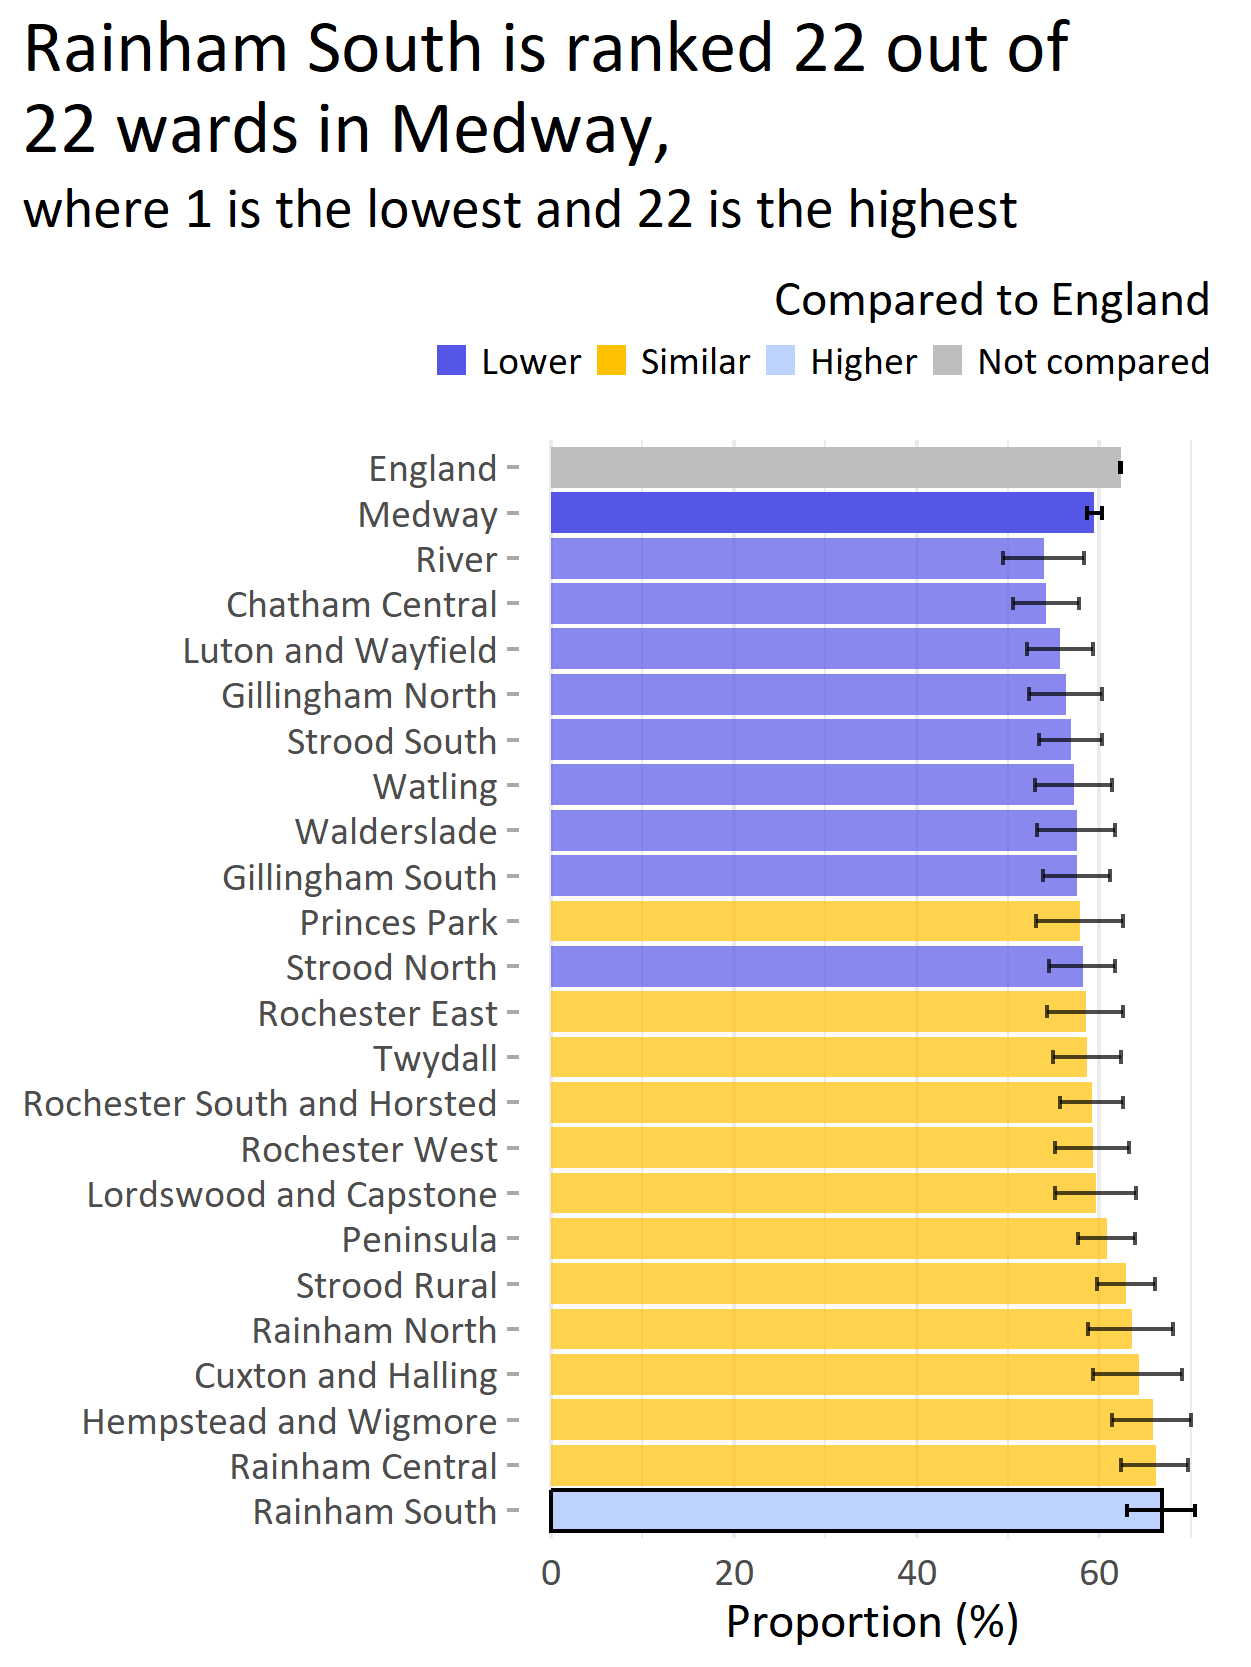 Rainham South is ranked 22 out of
22 wards in Medway,
where 1 is the lowest and 22 is the highest
Compared to England
Lower Similar Higher Not compared
England
Medway
River
Chatham Central
Luton and Wayfield
Gillingham North
Strood South
Watling
Walderslade
Gillingham South
Princes Park
Strood North
Rochester East
Twydall
Rochester South and Horsted
Rochester West
Lordswood and Capstone
Peninsula
Strood Rural
Rainham North
Cuxton and Halling
Hempstead and Wigmore
Rainham Central
Rainham South
0 20 40 60
Proportion (%)